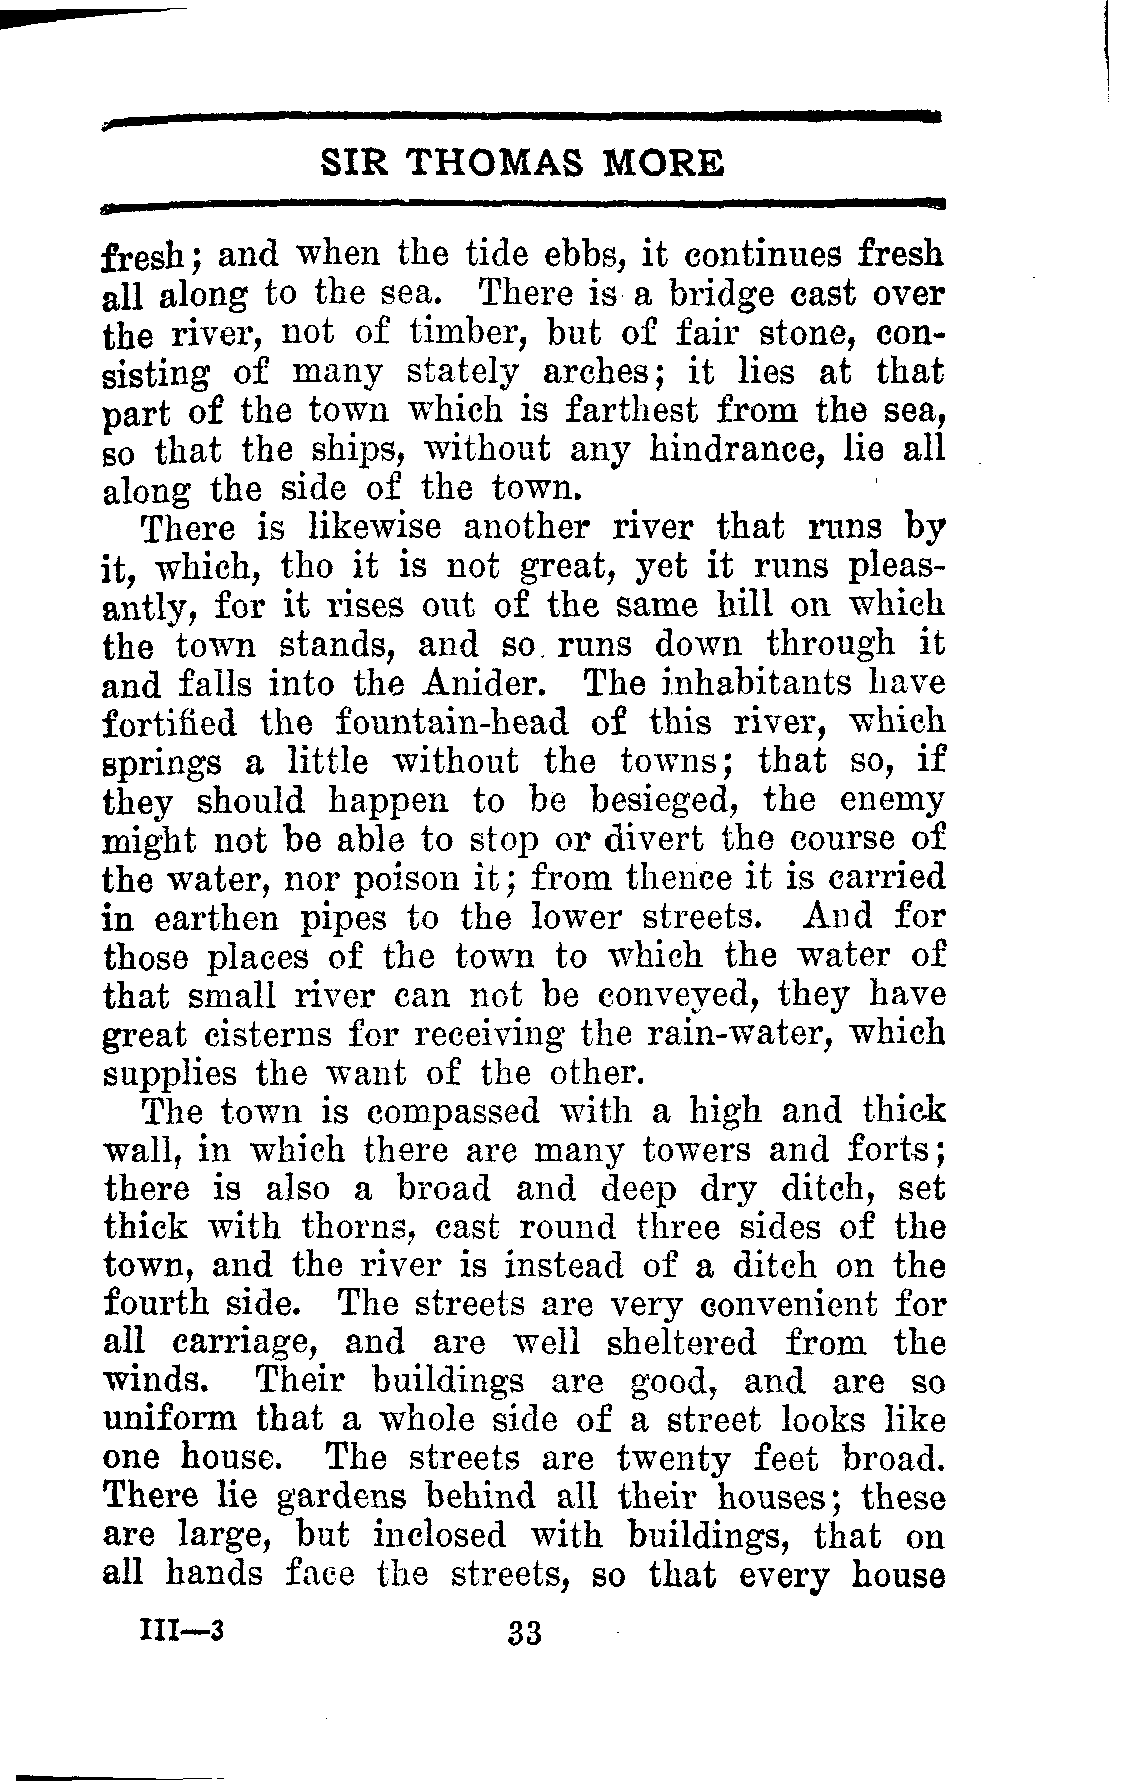 SIR THOMAS MORE
fresh; and when the tide ebbs, it continues fresh
all along to the sea. There is a bridge cast over
the river, not of timber, but of fair stone, con-
sisting of many stately arches; it lies at that
part of the town which is farthest from the sea,
so that the ships, without any hindrance, lie all
along the side of the town.
There is likewise another river that runs by
it, which, tho it is not great, yet it runs pleas-
antly, for it rises out of the same hill on which
the town stands, and so runs down through it
and falls into the Anider. The inhabitants have
fortified the fountain-head of this river, which
springs a little without the towns; that so, if
they should happen to be besieged, the enemy
might not be able to stop or divert the course of
the water, nor poison it; from thence it is carried
in earthen pipes to the lower streets. And for
those places of the town to which the water of
that small river can not be conveyed, they have
great cisterns for receiving the rain-water, which
supplies the want of the other.
The town is compassed with a high and thick
wall, in which there are many towers and forts;
there is also a broad and deep dry ditch, set
thick with thorns, cast round three sides of the
town, and the river is instead of a ditch on the
fourth side. The streets are very convenient for
all carriage, and are well sheltered from the
winds. Their buildings are good, and are so
uniform that a whole side of a street looks like
one house. The streets are twenty feet broad.
There lie gardens behind all their houses; these
are large, but inclosed with buildings, that on
all hands face the streets, so that every house
III—3 33